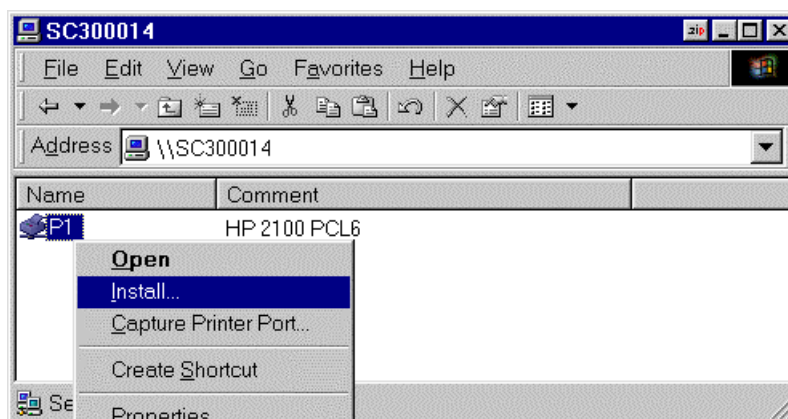 SC300014
zip
File Edit View Go Favorites Help
Address \\SC300014
Name Comment
P1 HP 2100 PCL6
Open
Install...
Capture Printer Port...
Create Shortcut
Properties